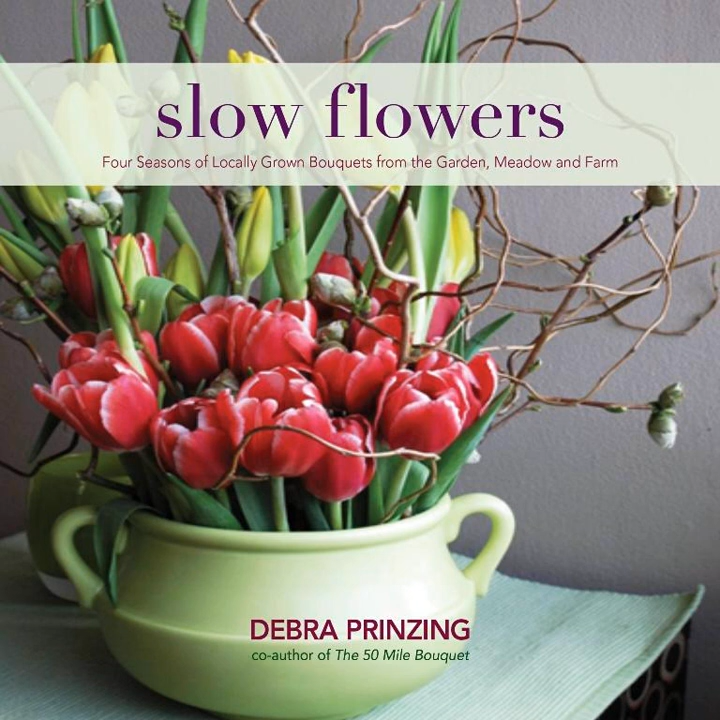 slow flowers
Four Seasons of Locally Grown Bouquets from the Garden, Meadow and Farm
DEBRA PRINZING
co-author of The 50 Mile Bouquet